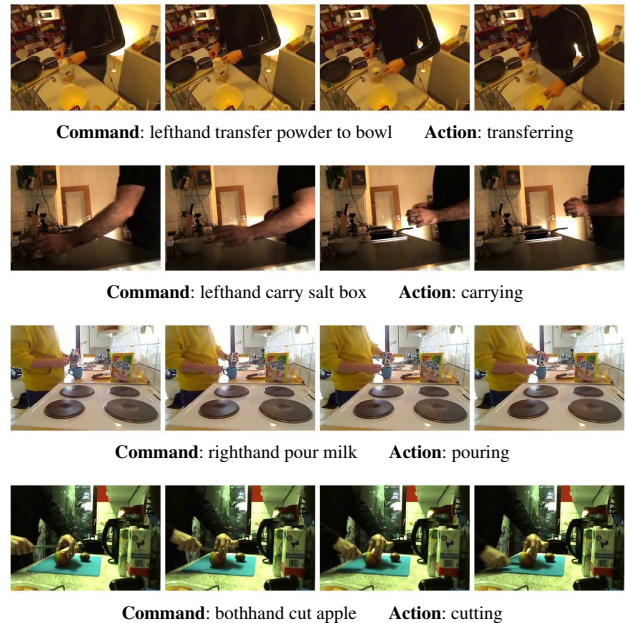 Command: lefthand transfer powder to bowl Action: transferring
Command: lefthand carry salt box Action: carrying
Command: righthand pour milk Action: pouring
Command: bothhand cut apple Action: cutting